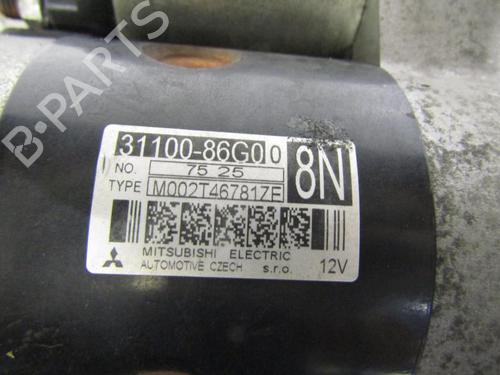 31100-86G00 8N
NO. 75 25
TYPE M002T46781ZE
MITSUBISHI ELECTRIC
AUTOMOTIVE CZECH s.r.o. 12V
B-PARTS